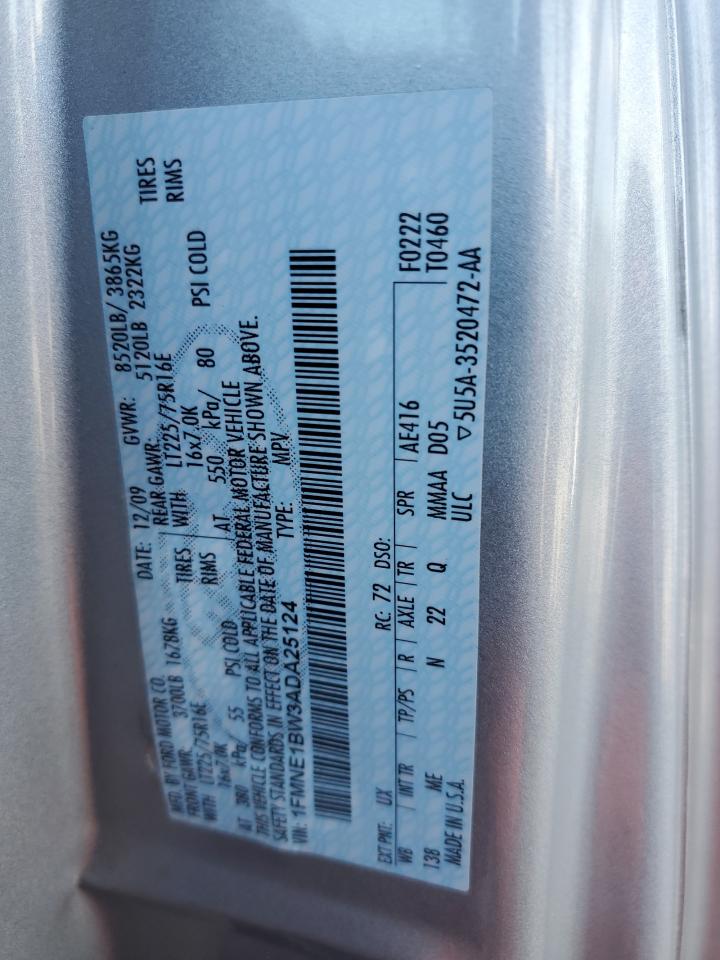 MFD. BY FORD MOTOR CO. DATE: 12/09 GVWR: 8520LB/ 3865KG
FRONT GAWR: 3700LB 1678KG REAR GAWR: 5120LB 2322KG
WITH LT225/75R16E TIRES WITH LT225/75R16E TIRES
16x7.0K RIMS 16x7.0K RIMS
AT 380 kPa/ 55 PSI COLD AT 550 kPa/ 80 PSI COLD
THIS VEHICLE CONFORMS TO ALL APPLICABLE FEDERAL MOTOR VEHICLE
SAFETY STANDARDS IN EFFECT ON THE DATE OF MANUFACTURE SHOWN ABOVE.
VIN: 1FMNE1BW3ADA25124 TYPE: MPV
EXT PNT: UX RC: 72 DSO: F0222
WB | INT TR | TP/PS | R | AXLE | TR | SPR | AE416 T0460
138 ME N 22 Q MMAA D05
MADE IN U.S.A. ULC ▽5U5A-3520472-AA